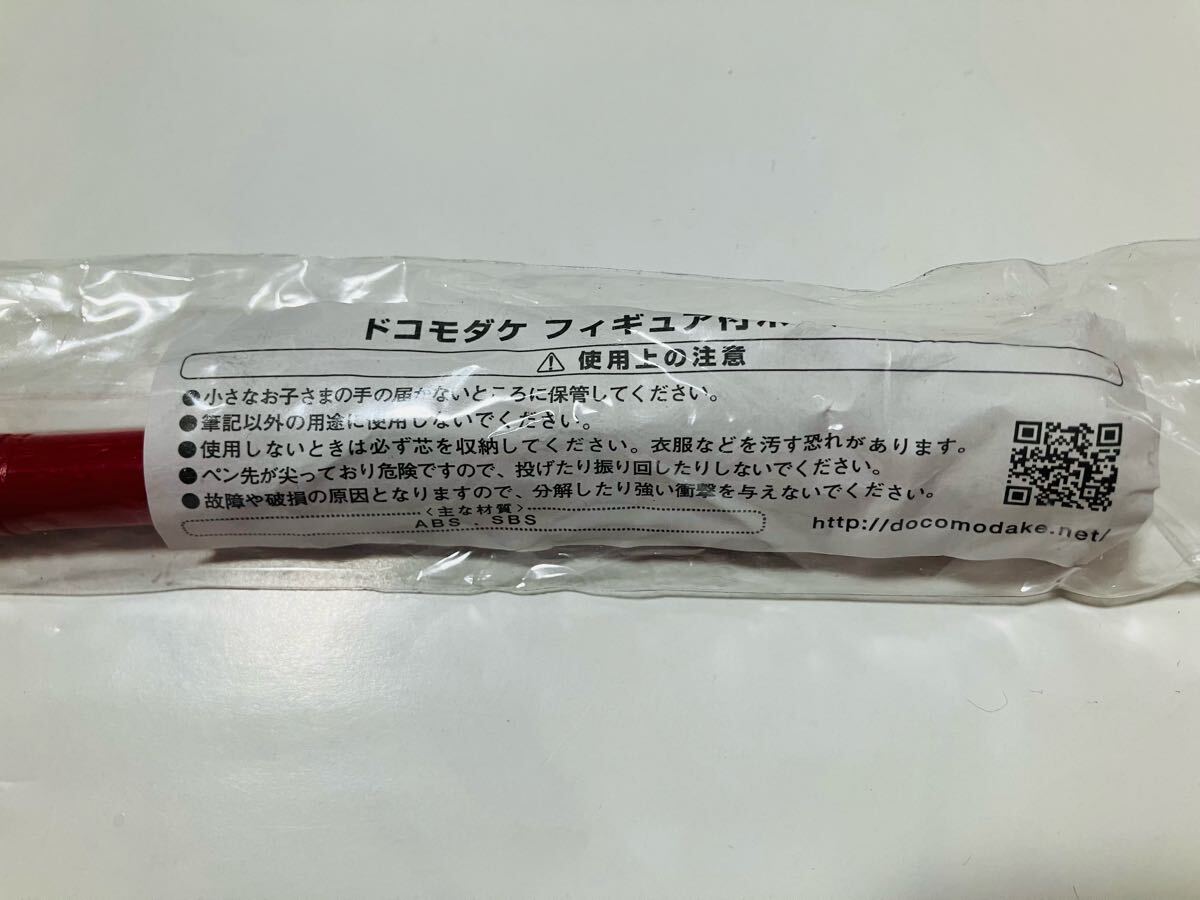 ドコモダケ フィギュア付ボ
使用上の注意
●小さなお子さまの手の届かないところに保管してください。
●筆記以外の用途に使用しないでください。
●使用しないときは必ず芯を収納してください。衣服などを汚す恐れがあります。
●ペン先が尖っており危険ですので、投げたり振り回したりしないでください。
●故障や破損の原因となりますので、分解したり強い衝撃を与えないでください。
〈主な材質〉
ABS、SBS
http://docomodake.net/